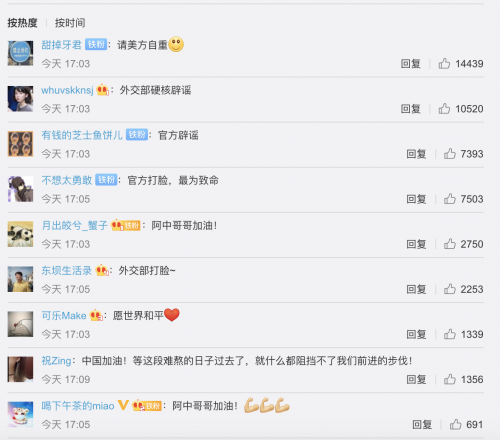 按热度 按时间
甜掉牙君 铁粉：请美方自重
今天 17:03 回复 14439
whuvskknsj：外交部硬核辟谣
今天 17:03 回复 10520
有钱的芝士鱼饼儿 铁粉：官方辟谣
今天 17:03 回复 7393
不想太勇敢 铁粉：官方打脸，最为致命
今天 17:05 回复 7503
月出皎兮_蟹子 铁粉：阿中哥哥加油！
今天 17:03 回复 2750
东坝生活录：外交部打脸~
今天 17:05 回复 2253
可乐Make：愿世界和平
今天 17:03 回复 1339
祝Zing：中国加油！等这段难熬的日子过去了，就什么都阻挡不了我们前进的步伐！
今天 17:09 回复 1356
喝下午茶的miao 铁粉：阿中哥哥加油！
今天 17:05 回复 691